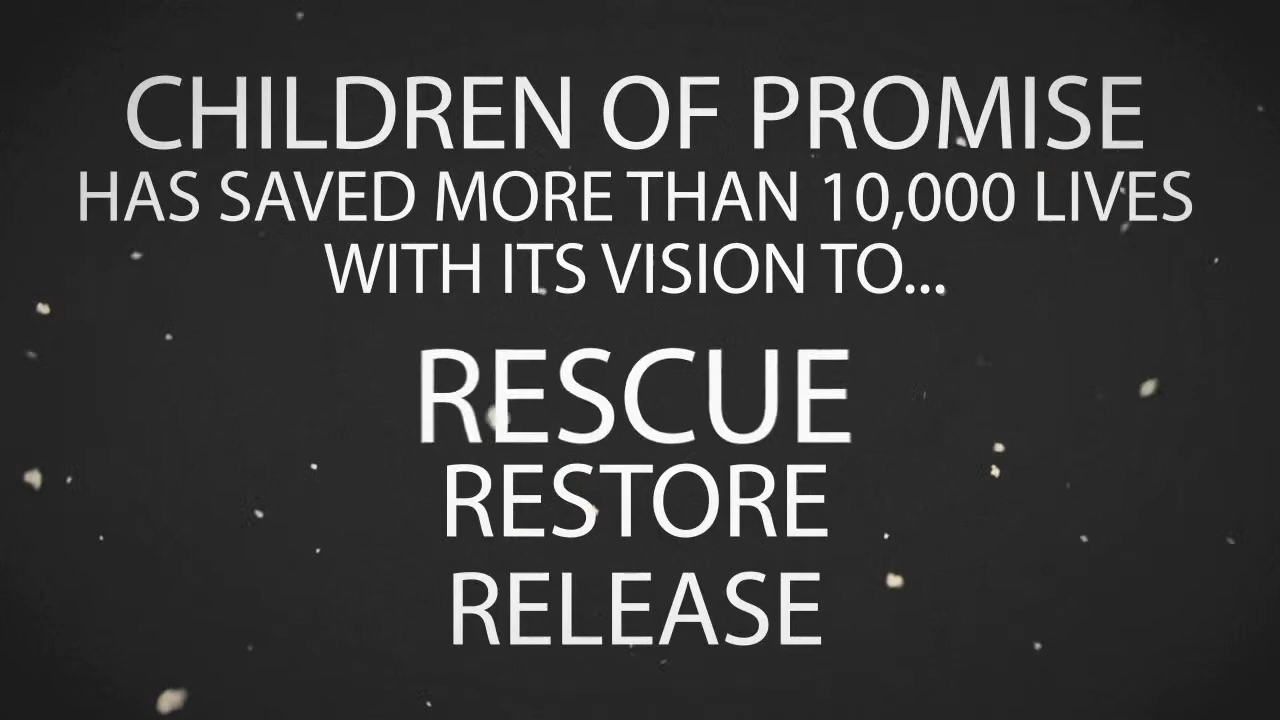 CHILDREN OF PROMISE
HAS SAVED MORE THAN 10,000 LIVES
WITH ITS VISION TO...
RESCUE
RESTORE
RELEASE